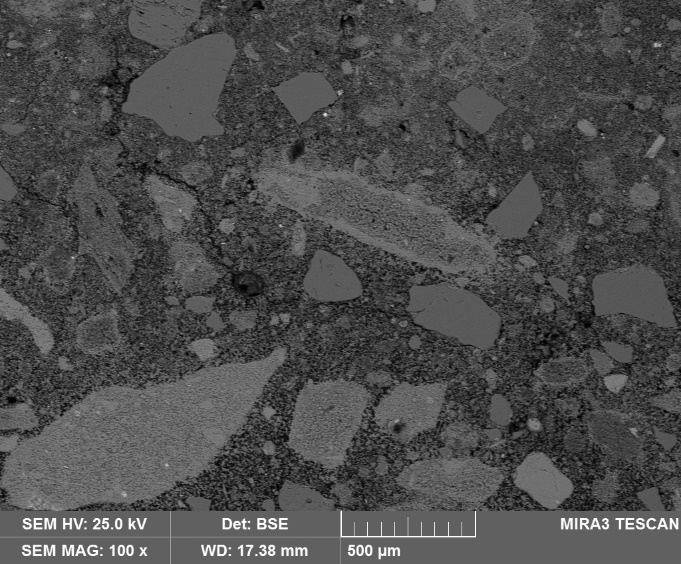 SEM HV: 25.0 kV
Det: BSE
MIRA3 TESCAN
SEM MAG: 100 x
WD: 17.38 mm
500 µm